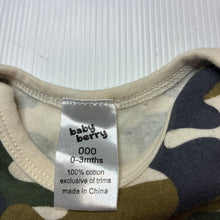 baby
berry
000
0-3mths
100% cotton
exclusive of trims
made in China